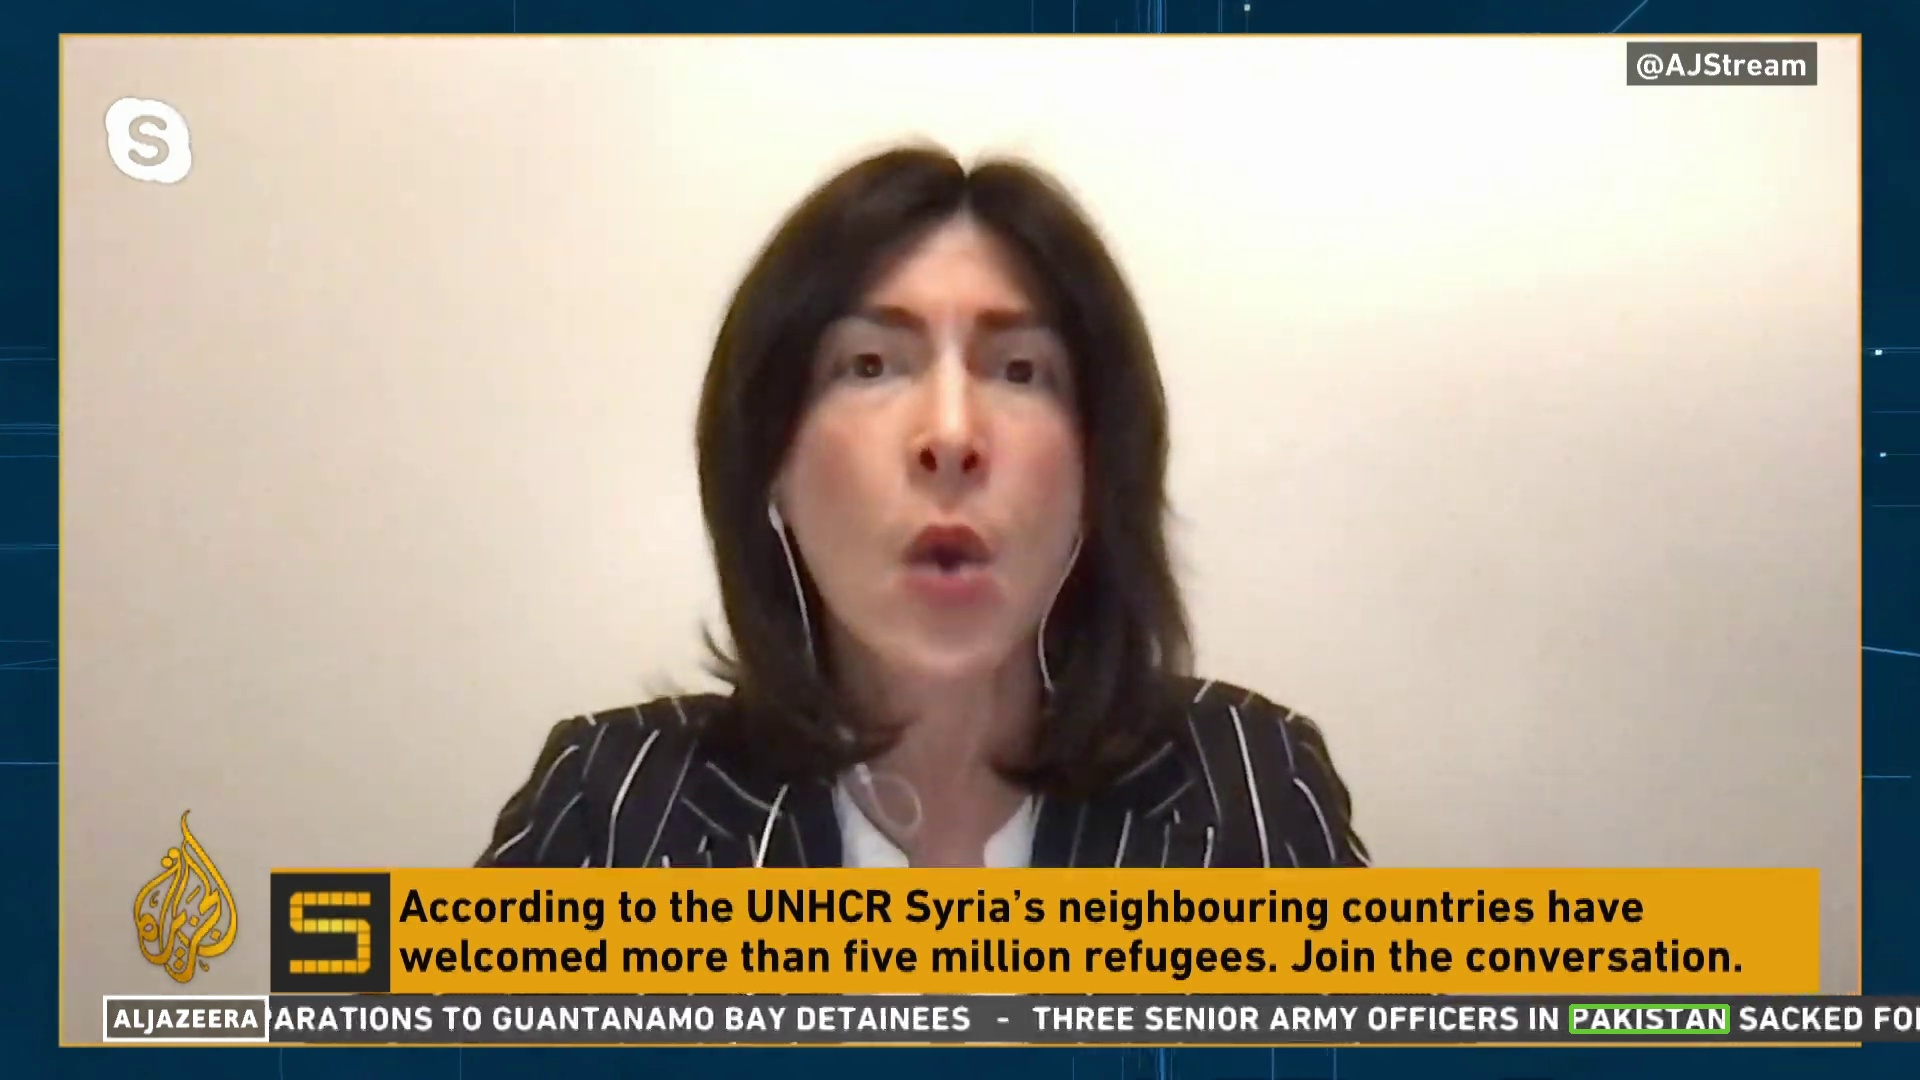 @AJStream
S
According to the UNHCR Syria’s neighbouring countries have
welcomed more than five million refugees. Join the conversation.
ALJAZEERA
ARATIONS TO GUANTANAMO BAY DETAINEES - THREE SENIOR ARMY OFFICERS IN PAKISTAN SACKED FO